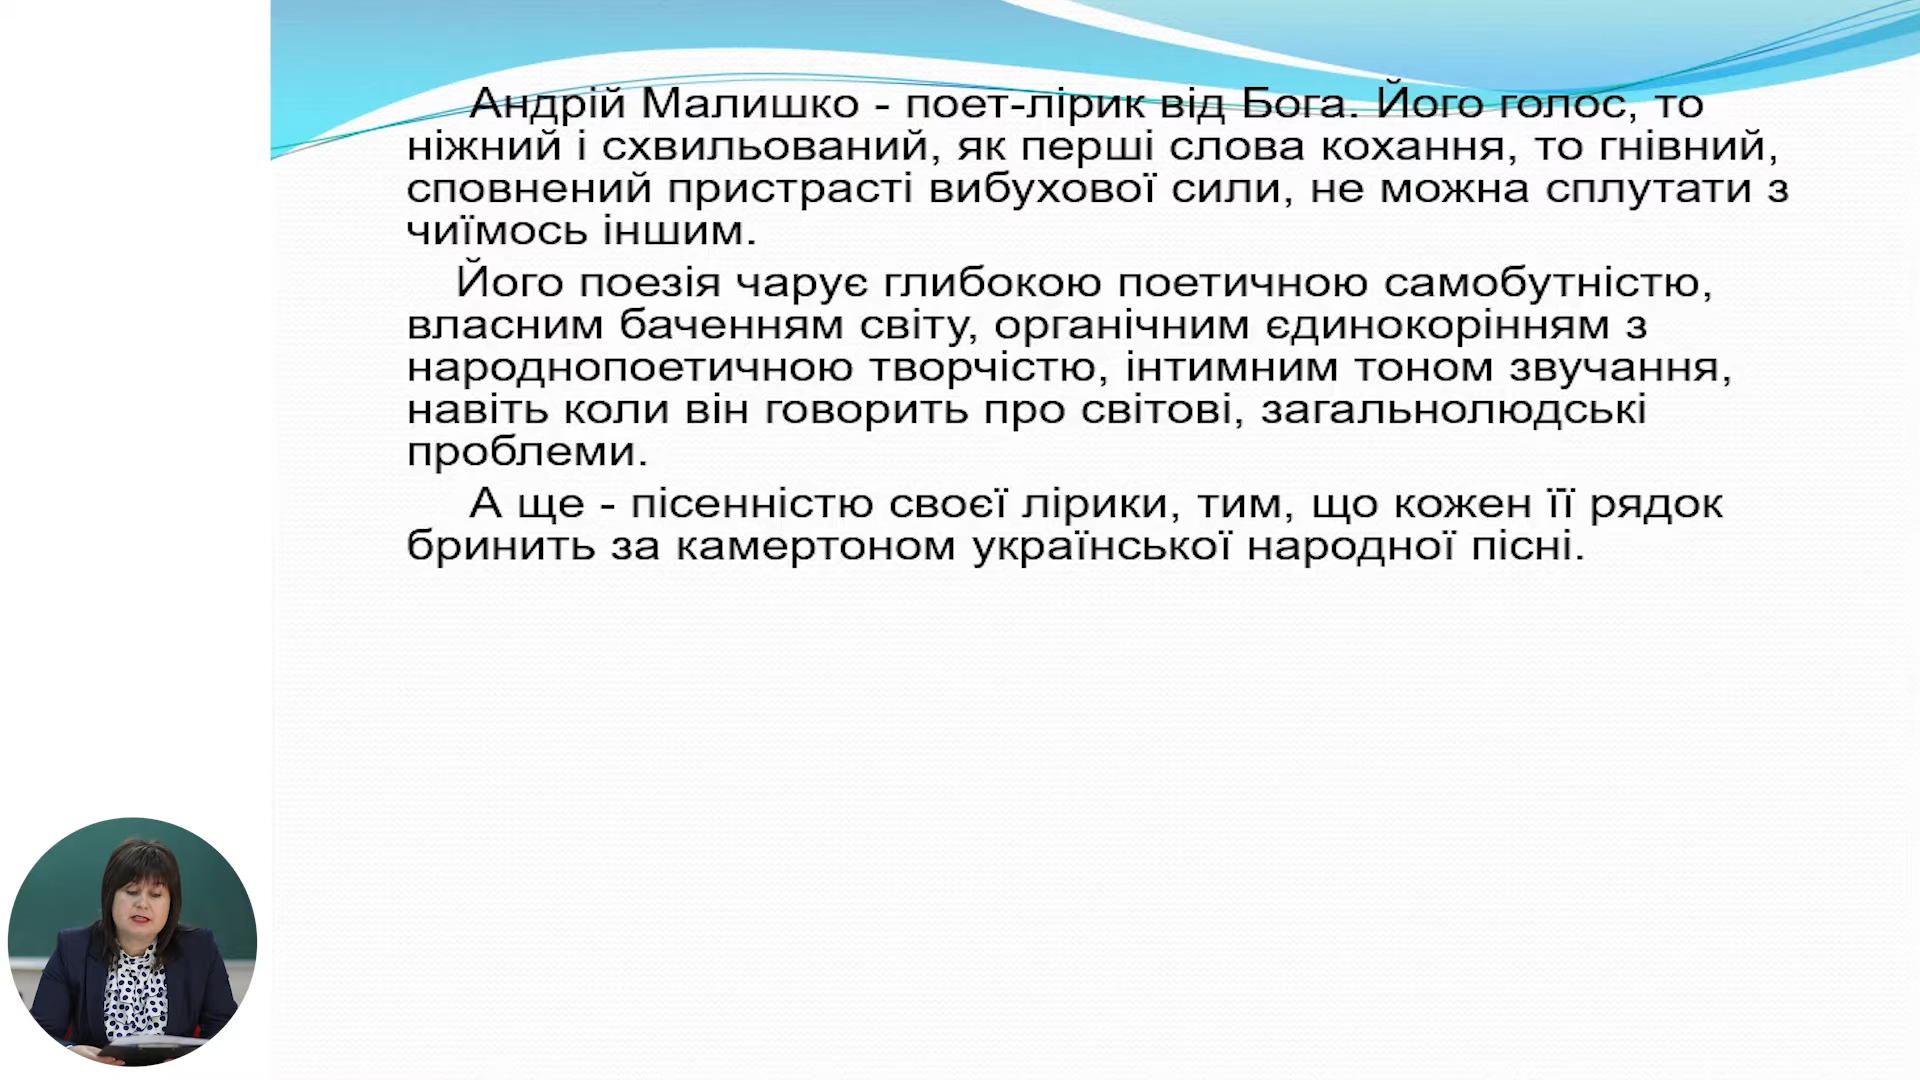 Андрій Малишко - поет-лірик від Бога. Його голос, то
ніжний і схвильований, як перші слова кохання, то гнівний,
сповнений пристрасті вибухової сили, не можна сплутати з
чиїмось іншим.
Його поезія чарує глибокою поетичною самобутністю,
власним баченням світу, органічним єдинокорінням з
народнопоетичною творчістю, інтимним тоном звучання,
навіть коли він говорить про світові, загальнолюдські
проблеми.
А ще - пісенністю своєї лірики, тим, що кожен її рядок
бринить за камертоном української народної пісні.